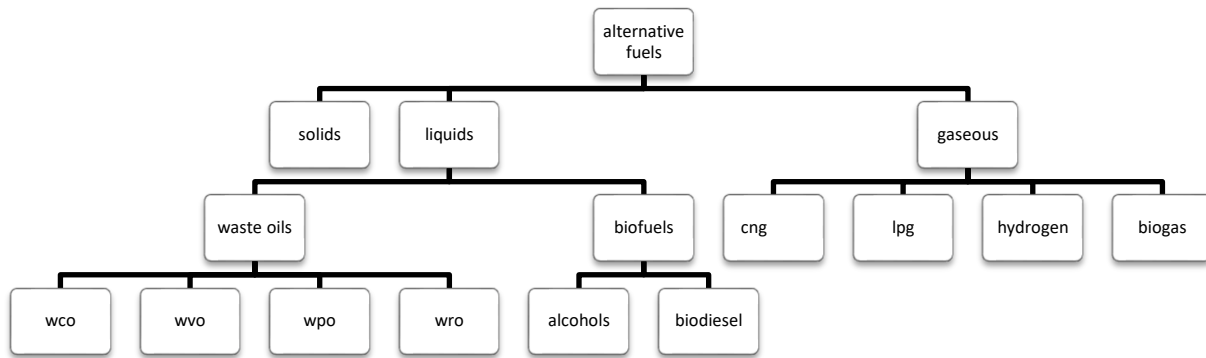 alternative
fuels
solids
liquids
gaseous
waste oils
biofuels
cng
lpg
hydrogen
biogas
wco
wvo
wpo
wro
alcohols
biodiesel